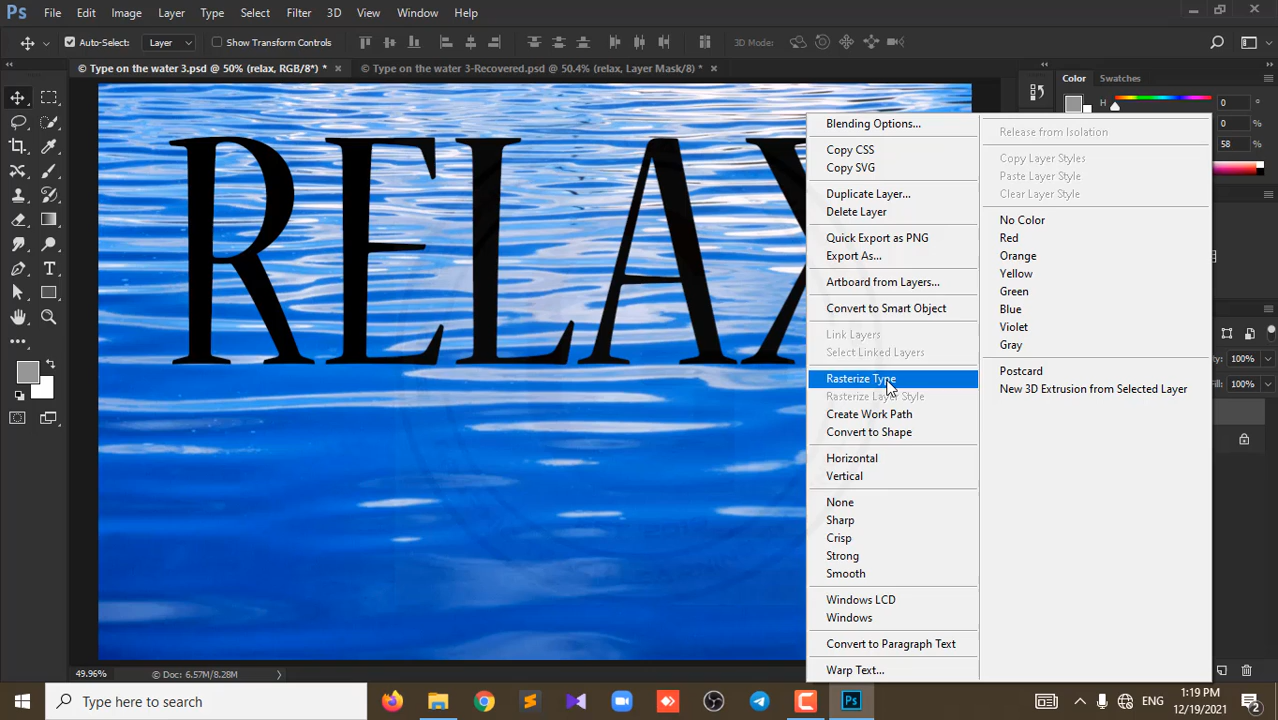 Ps File Edit Image Layer Type Select Filter 3D View Window Help
Auto-Select: Layer Show Transform Controls 3D Mode:
© Type on the water 3.psd @ 50% (relax, RGB/8*) * × © Type on the water 3-Recovered.psd @ 50.4% (relax, Layer Mask/8) * ×
Color Swatches
H 0
0 %
58 %
RELAX
Blending Options...
Copy CSS
Copy SVG
Duplicate Layer...
Delete Layer
Quick Export as PNG
Export As...
Artboard from Layers...
Convert to Smart Object
Link Layers
Select Linked Layers
Rasterize Type
Rasterize Layer Style
Create Work Path
Convert to Shape
Horizontal
Vertical
None
Sharp
Crisp
Strong
Smooth
Windows LCD
Windows
Convert to Paragraph Text
Warp Text...
Release from Isolation
Copy Layer Styles
Paste Layer Style
Clear Layer Style
No Color
Red
Orange
Yellow
Green
Blue
Violet
Gray
Postcard
New 3D Extrusion from Selected Layer
100%
100%
49.96% © Doc: 6.57M/8.28M
Type here to search
Ps
ENG
1:19 PM
12/19/2021
2